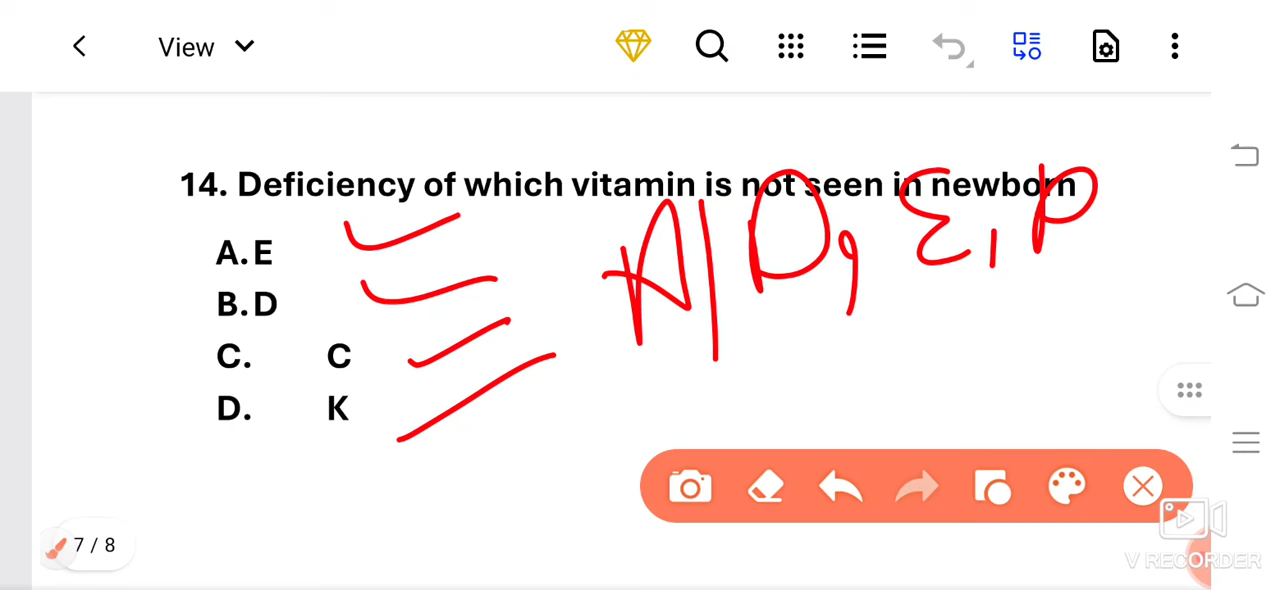 View
14. Deficiency of which vitamin is not seen in newborn
A. E
B. D
C. C
D. K
A, D, E, K
7 / 8
V RECORDER